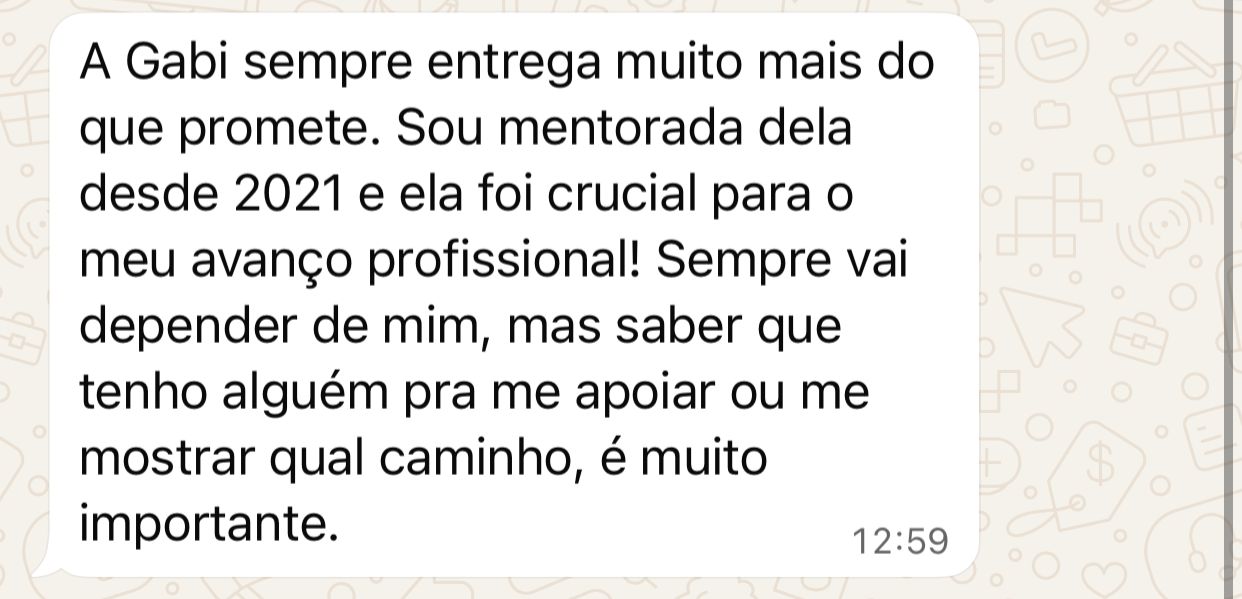 A Gabi sempre entrega muito mais do
que promete. Sou mentorada dela
desde 2021 e ela foi crucial para o
meu avanço profissional! Sempre vai
depender de mim, mas saber que
tenho alguém pra me apoiar ou me
mostrar qual caminho, é muito
importante.
12:59